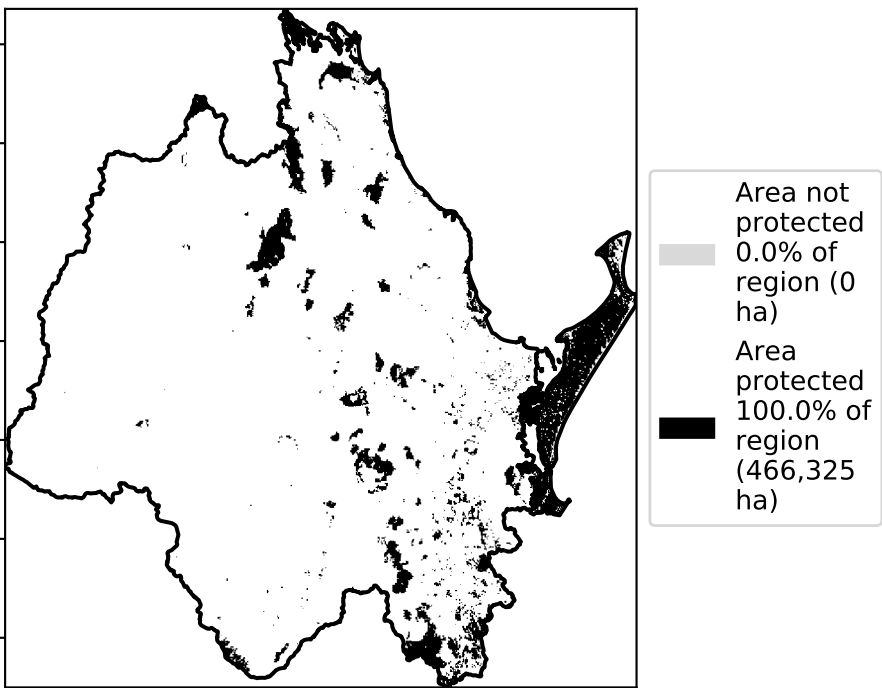 Area not
protected
0.0% of
region (0
ha)
Area
protected
100.0% of
region
(466,325
ha)